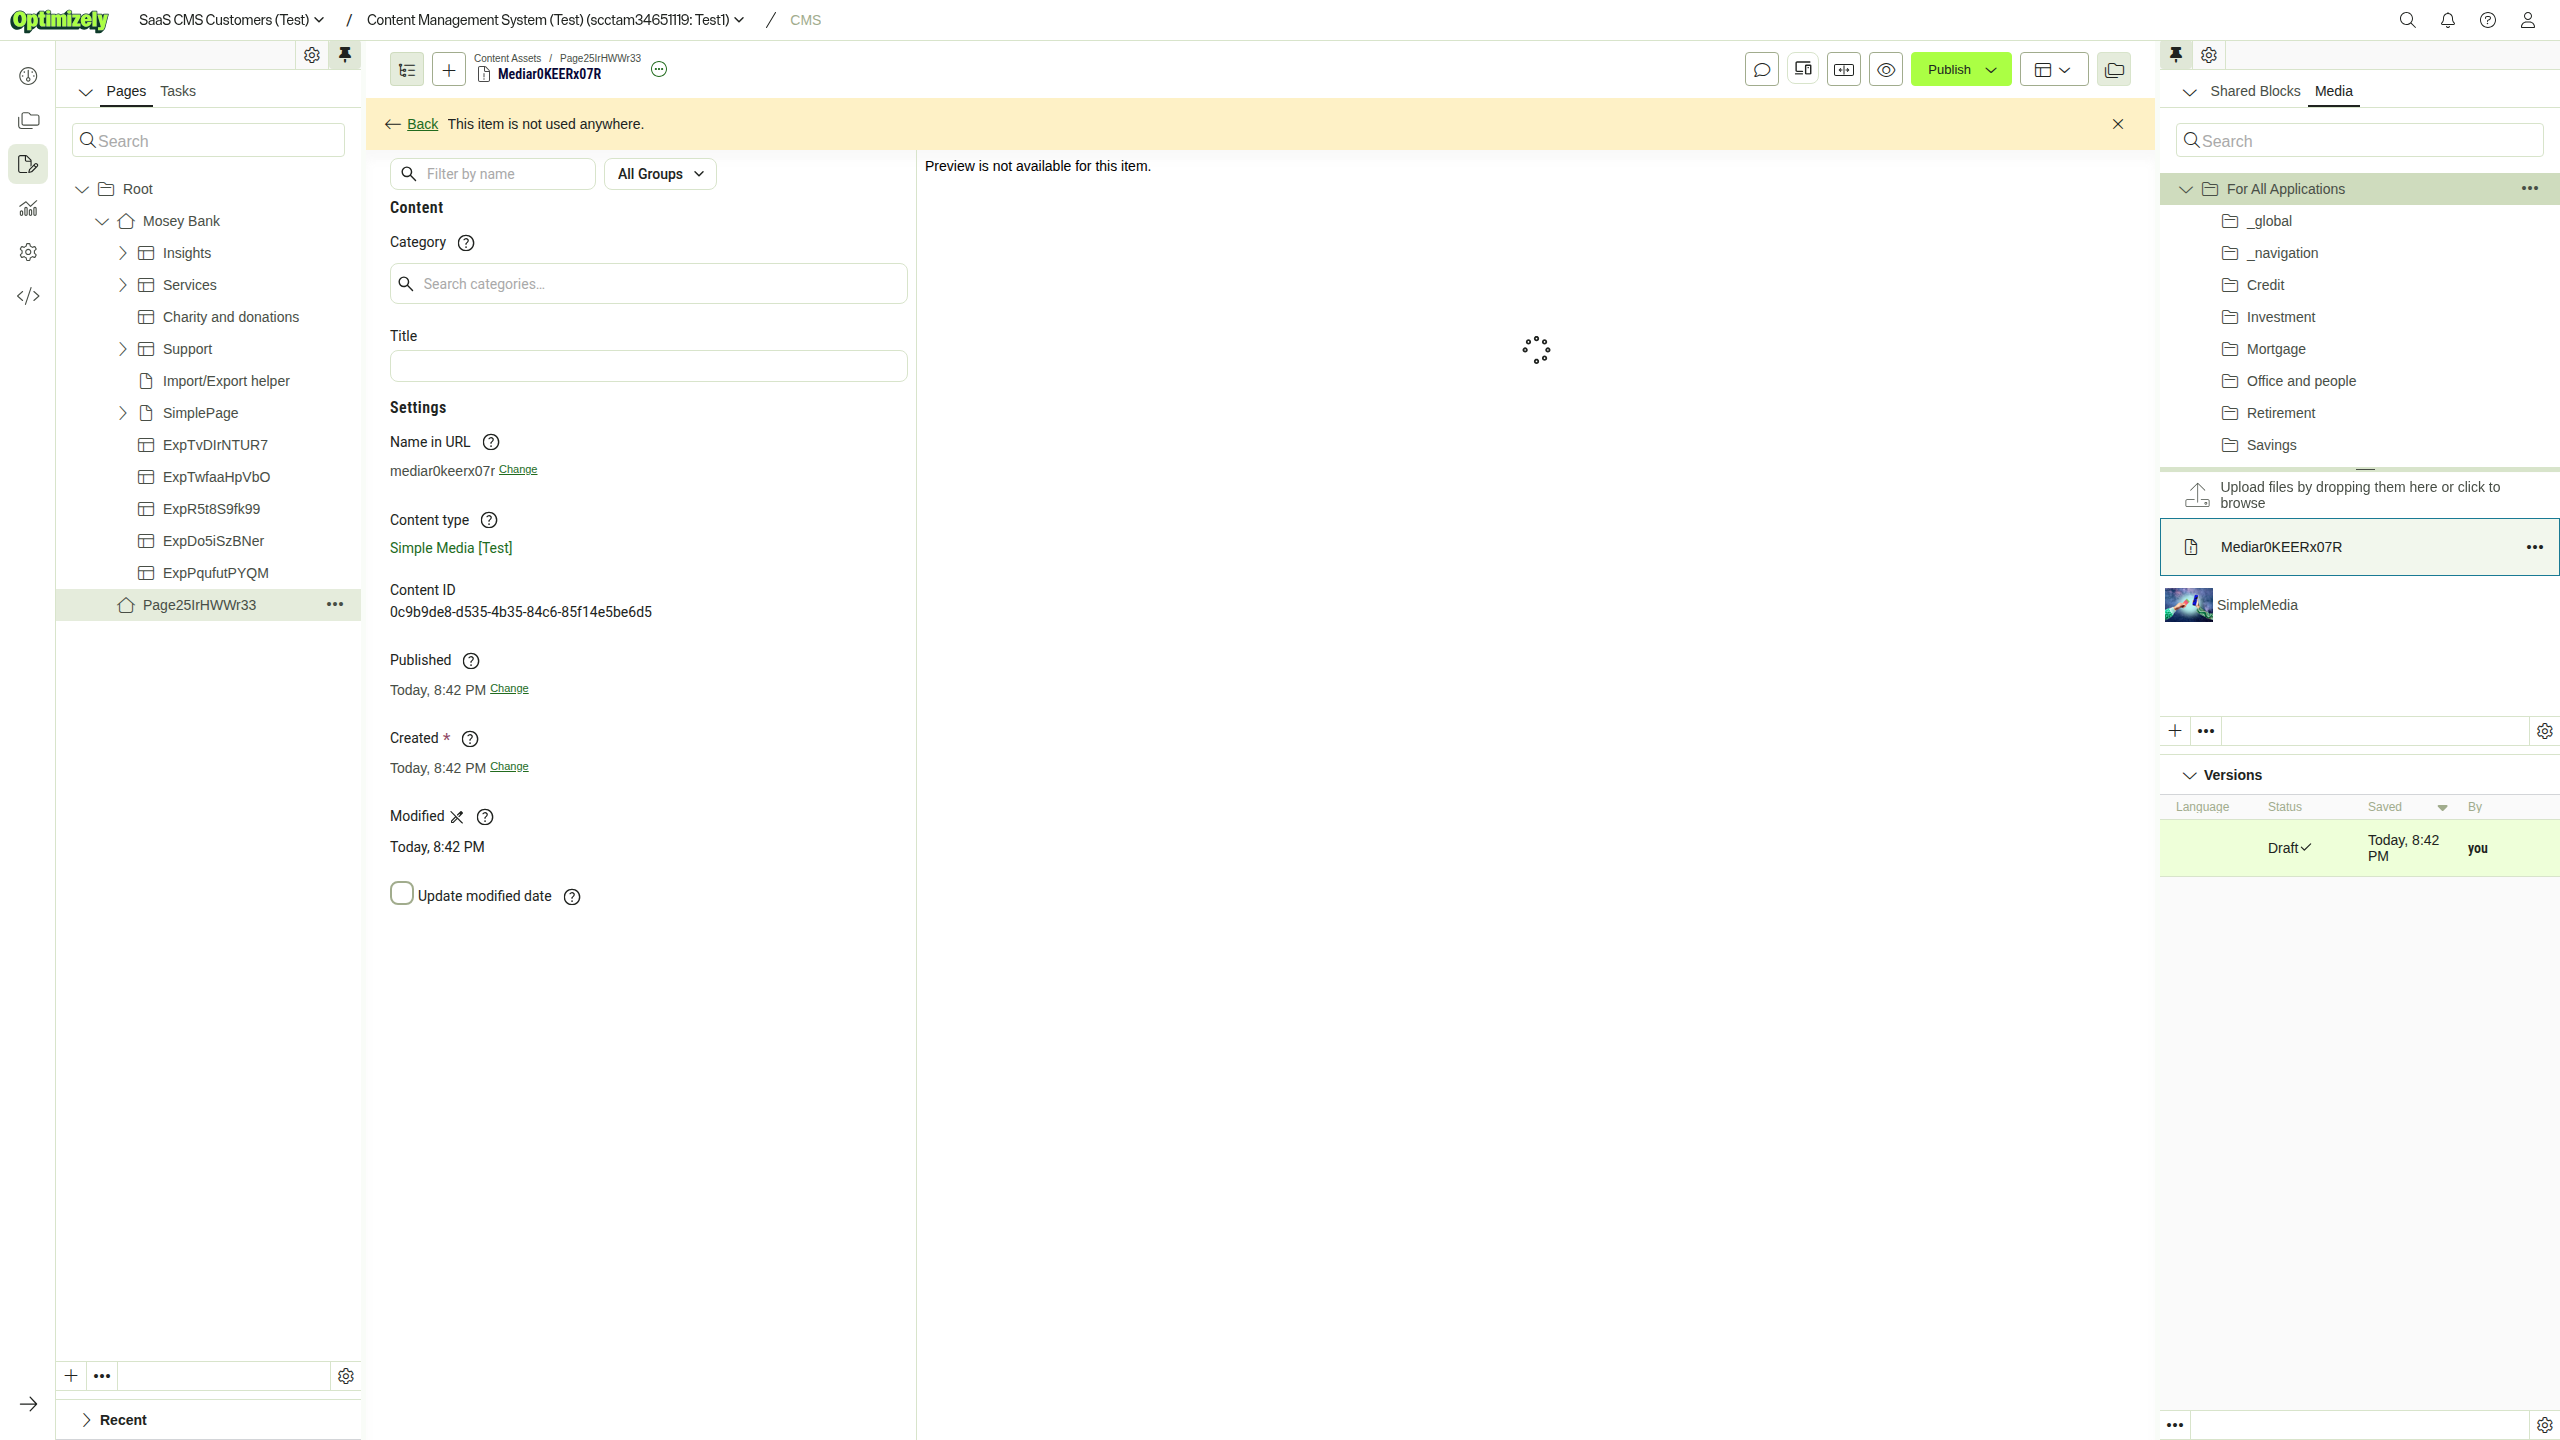 Optimizely
SaaS CMS Customers (Test)
/
Content Management System (Test) (scctam34651119: Test1)
/
CMS
Pages
Tasks
Search
Root
Mosey Bank
Insights
Services
Charity and donations
Support
Import/Export helper
SimplePage
ExpTvDIrNTUR7
ExpTwfaaHpVbO
ExpR5t8S9fk99
ExpDo5iSzBNer
ExpPqufutPYQM
Page25IrHWWr33
Recent
Content Assets / Page25IrHWWr33
Mediar0KEERx07R
Publish
Back This item is not used anywhere.
Filter by name
All Groups
Content
Category
Search categories...
Title
Settings
Name in URL
mediar0keerx07r Change
Content type
Simple Media [Test]
Content ID
0c9b9de8-d535-4b35-84c6-85f14e5be6d5
Published
Today, 8:42 PM Change
Created *
Today, 8:42 PM Change
Modified
Today, 8:42 PM
Update modified date
Preview is not available for this item.
Shared Blocks
Media
Search
For All Applications
_global
_navigation
Credit
Investment
Mortgage
Office and people
Retirement
Savings
Upload files by dropping them here or click to
browse
Mediar0KEERx07R
SimpleMedia
Versions
Language Status Saved By
Draft Today, 8:42 PM you